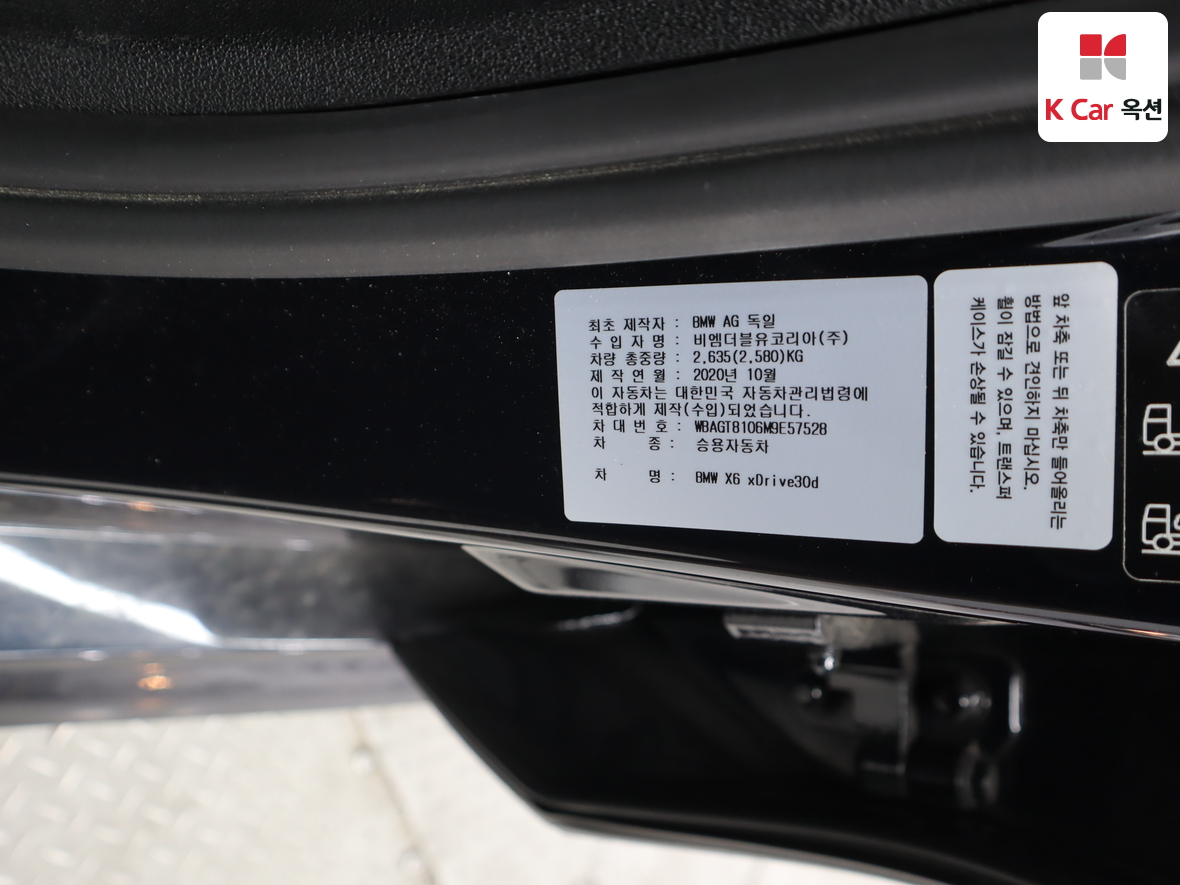 K Car 옥션
최초 제작자 : BMW AG 독일
수 입 자 명 : 비엠더블유코리아(주)
차량 총중량 : 2,635(2,580)KG
제 작 연 월 : 2020년 10월
이 자동차는 대한민국 자동차관리법령에
적합하게 제작(수입)되었습니다.
차 대 번 호 : WBAGT8106M9E57528
차 종 : 승용자동차
차 명 : BMW X6 xDrive30d
앞 차축 또는 뒤 차축만 들어올리는
방법으로 견인하지 마십시오.
휠이 잠길 수 있으며, 트랜스퍼
케이스가 손상될 수 있습니다.